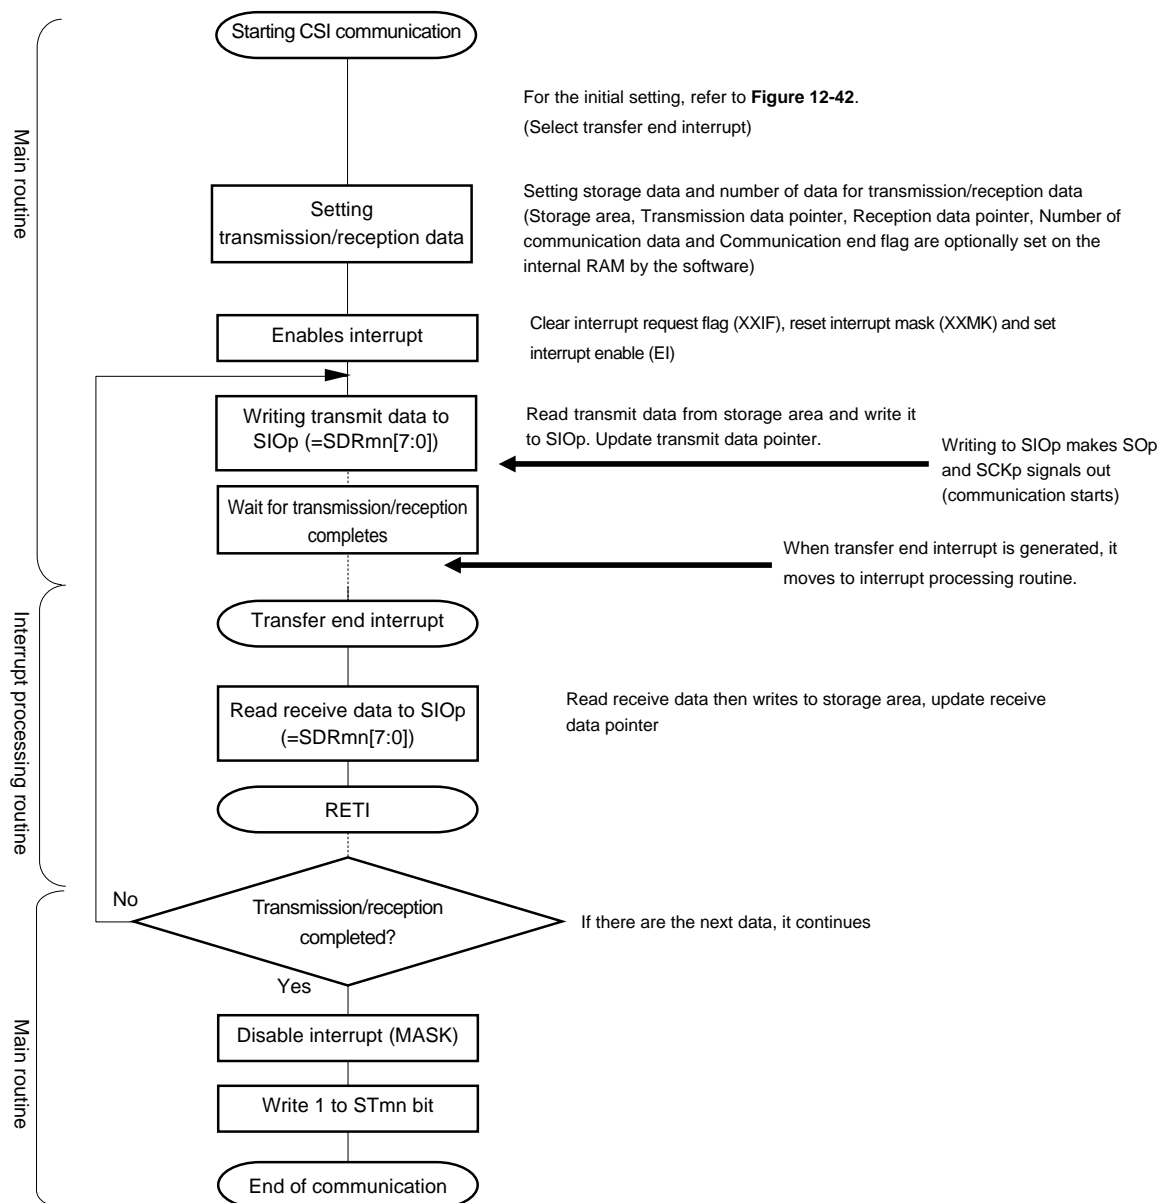 Starting CSI communication
For the initial setting, refer to Figure 12-42.
(Select transfer end interrupt)
Main routine
Setting
transmission/reception data
Setting storage data and number of data for transmission/reception data
(Storage area, Transmission data pointer, Reception data pointer, Number of
communication data and Communication end flag are optionally set on the
internal RAM by the software)
Enables interrupt
Clear interrupt request flag (XXIF), reset interrupt mask (XXMK) and set
interrupt enable (EI)
Writing transmit data to
SIOp (=SDRmn[7:0])
Read transmit data from storage area and write it
to SIOp. Update transmit data pointer.
Writing to SIOp makes SOp
and SCKp signals out
(communication starts)
Wait for transmission/reception
completes
When transfer end interrupt is generated, it
moves to interrupt processing routine.
Interrupt processing routine
Transfer end interrupt
Read receive data to SIOp
(=SDRmn[7:0])
Read receive data then writes to storage area, update receive
data pointer
RETI
No
Transmission/reception
completed?
If there are the next data, it continues
Yes
Main routine
Disable interrupt (MASK)
Write 1 to STmn bit
End of communication